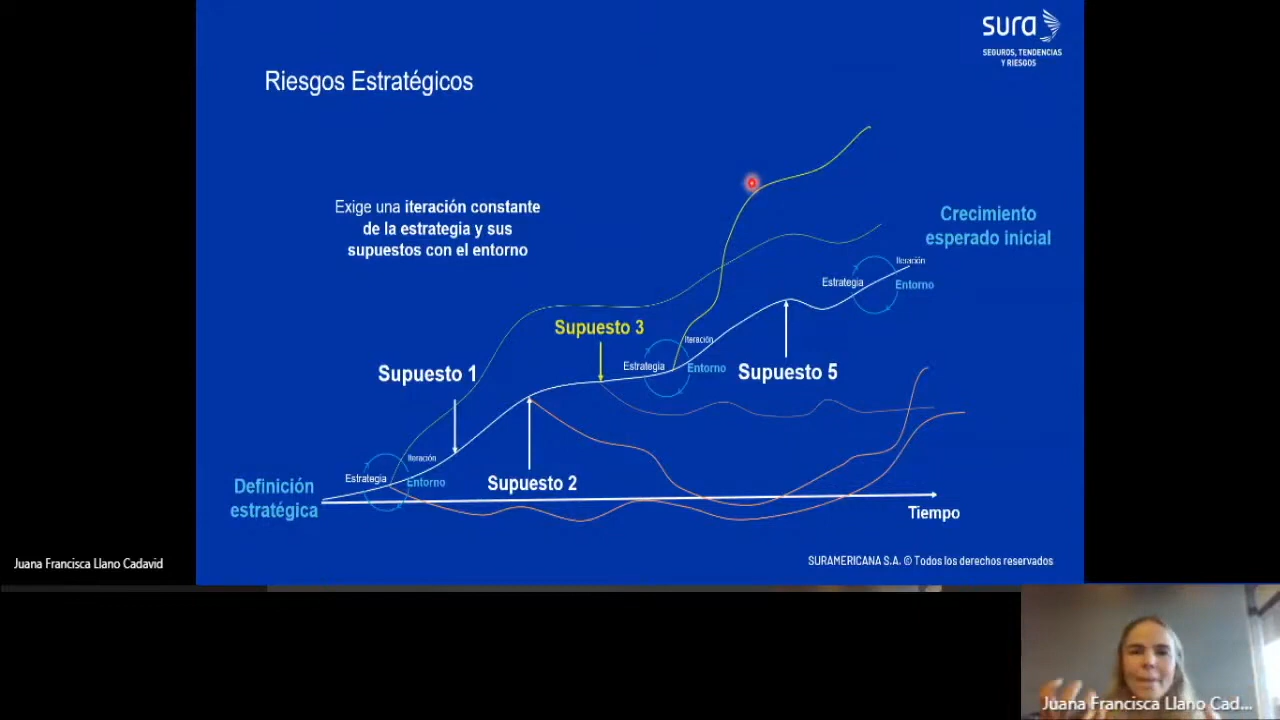 sura
SEGUROS, TENDENCIAS
Y RIESGOS
Riesgos Estratégicos
Exige una iteración constante
de la estrategia y sus
supuestos con el entorno
Crecimiento
esperado inicial
Iteración
Estrategia
Entorno
Supuesto 3
Iteración
Estrategia
Entorno
Supuesto 5
Supuesto 1
Iteración
Estrategia
Entorno
Supuesto 2
Definición
estratégica
Tiempo
SURAMERICANA S.A. © Todos los derechos reservados
Juana Francisca Llano Cadavid
Juana Francisca Llano Cad...